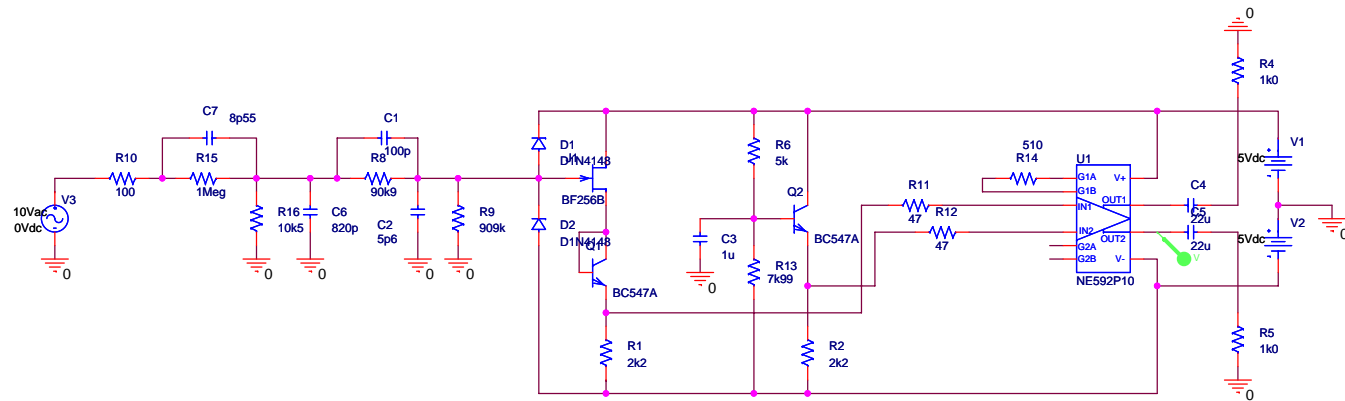 0
R4
1k0
C7
8p55
C1
100p
R10
100
R15
1Meg
R8
90k9
D1
D1N4148
J1
BF256B
R6
5k
510
R14
U1
G1A
G1B
IN1
IN2
G2A
G2B
V+
OUT1
OUT2
V-
NE592P10
V1
5Vdc
V3
10Vac
0Vdc
R16
10k5
C6
820p
C2
5p6
R9
909k
D2
D1N4148
Q1
BC547A
Q2
BC547A
R11
47
R12
47
C4
22u
C5
22u
V2
5Vdc
0
C3
1u
R13
7k99
V
0
0
0
0
0
0
R1
2k2
R2
2k2
R5
1k0
0